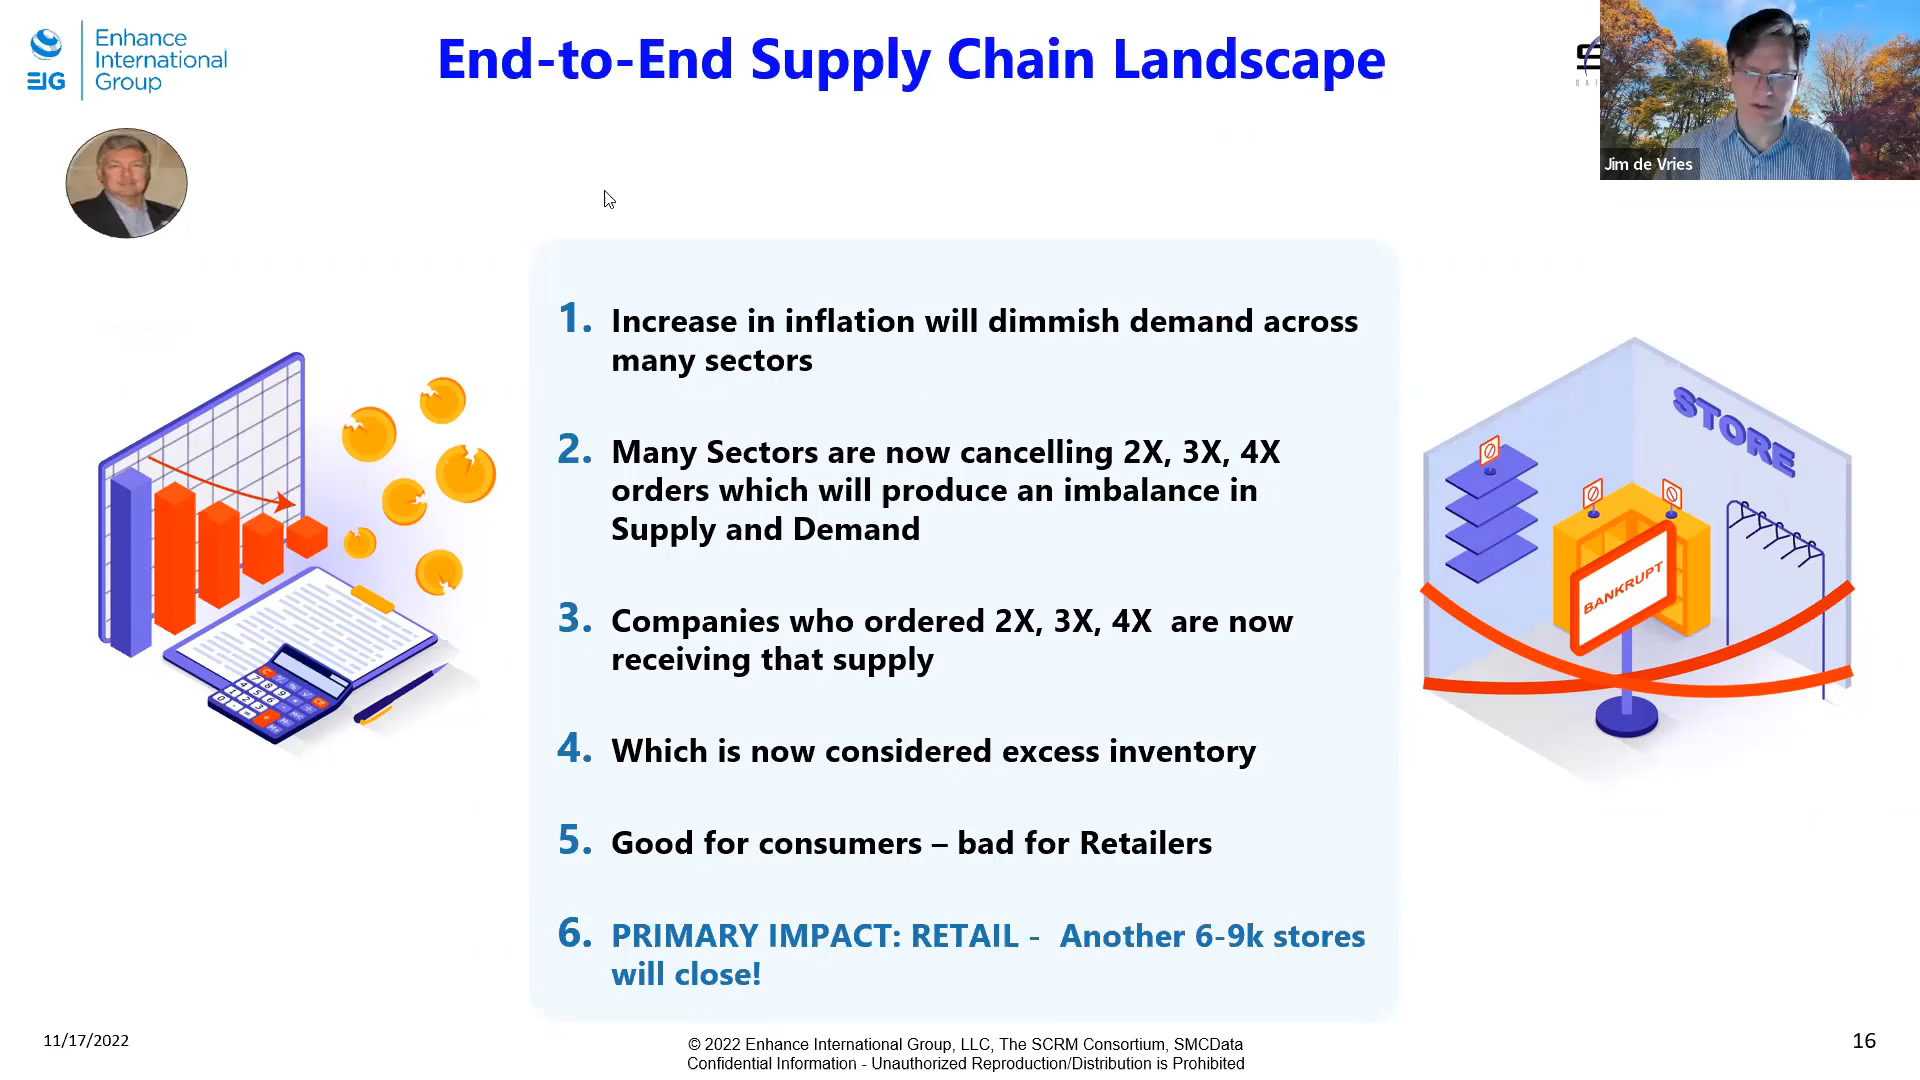 Enhance
International
Group
EIG
End-to-End Supply Chain Landscape
Jim de Vries
1. Increase in inflation will dimmish demand across
many sectors
2. Many Sectors are now cancelling 2X, 3X, 4X
orders which will produce an imbalance in
Supply and Demand
3. Companies who ordered 2X, 3X, 4X are now
receiving that supply
4. Which is now considered excess inventory
5. Good for consumers – bad for Retailers
6. PRIMARY IMPACT: RETAIL - Another 6-9k stores
will close!
STORE
BANKRUPT
11/17/2022
© 2022 Enhance International Group, LLC, The SCRM Consortium, SMCData
Confidential Information - Unauthorized Reproduction/Distribution is Prohibited
16